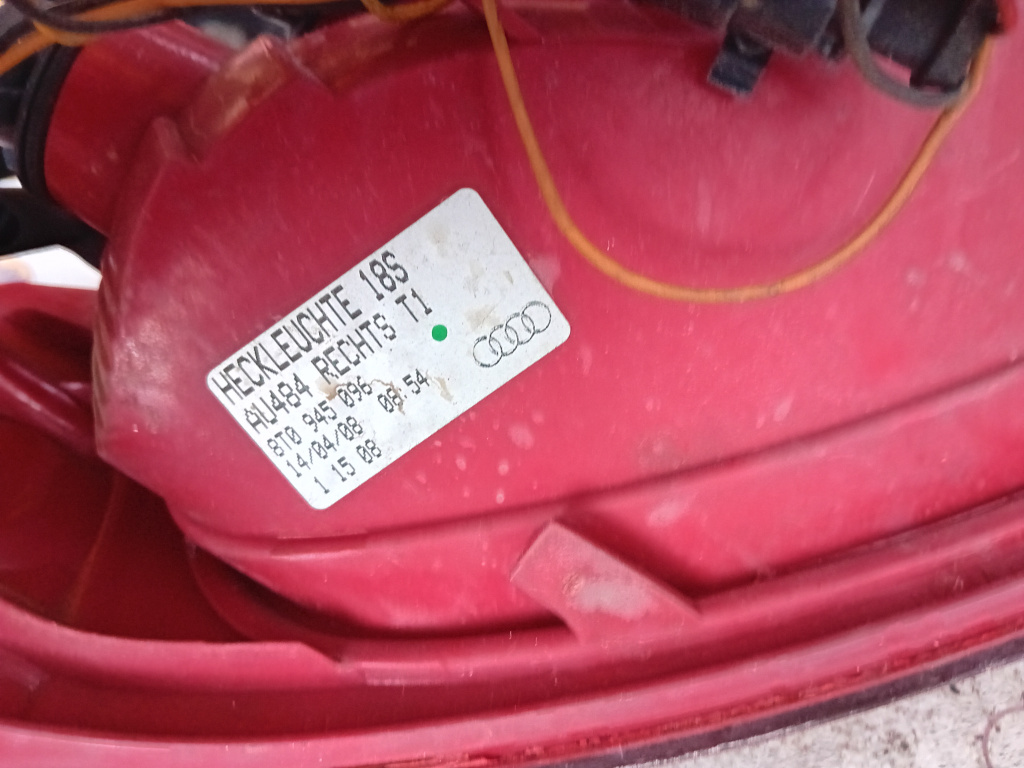 HECKLEUCHTE 18S
AU484 RECHTS T1
8T0 945 096
14/04/08 08:54
1 15 08